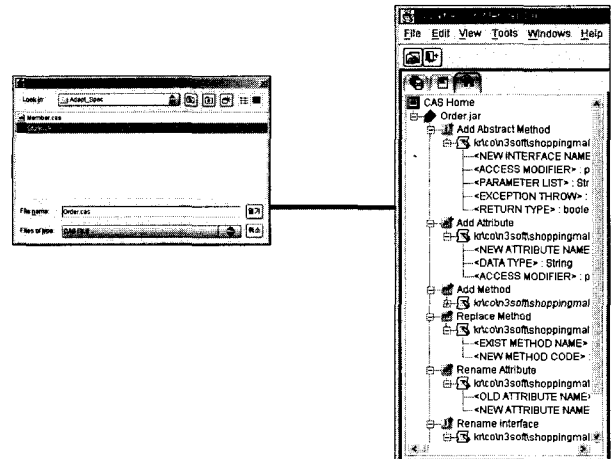 Look in:
Adapt_Spec
Member.cas
File name:
Order.cas
열기
Files of type:
취소
File Edit View Tools Windows Help
CAS Home
Order.jar
Add Abstract Method
kr\co\n3soft\shoppingmal
<NEW INTERFACE NAME
<ACCESS MODIFIER> : p
<PARAMETER LIST> : Str
<EXCEPTION THROW> :
<RETURN TYPE> : boole
Add Attribute
kr\co\n3soft\shoppingmal
<NEW ATTRIBUTE NAME
<DATA TYPE> : String
<ACCESS MODIFIER> : p
Add Method
kr\co\n3soft\shoppingmal
Replace Method
kr\co\n3soft\shoppingmal
<EXIST METHOD NAME>
<NEW METHOD CODE> :
Rename Attribute
kr\co\n3soft\shoppingmal
<OLD ATTRIBUTE NAME>
<NEW ATTRIBUTE NAME
Rename Interface
kr\co\n3soft\shoppingmal